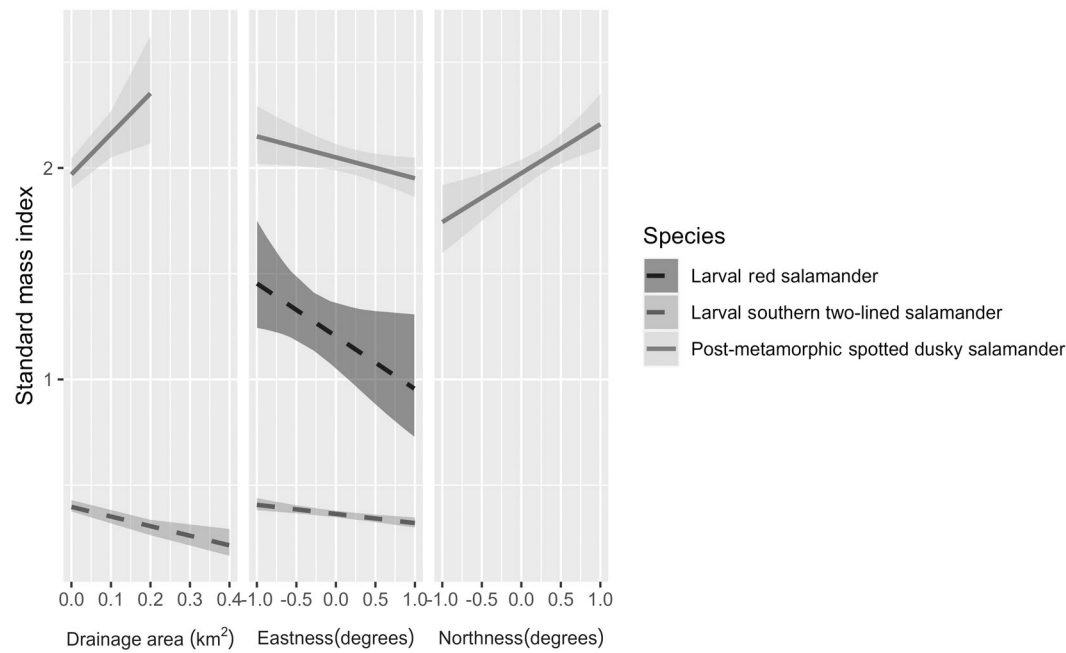 Standard mass index
2
1
0.0 0.1 0.2 0.3 0.4
-1.0 -0.5 0.0 0.5 1.0
-1.0 -0.5 0.0 0.5 1.0
Drainage area (km²)
Eastness(degrees)
Northness(degrees)
Species
Larval red salamander
Larval southern two-lined salamander
Post-metamorphic spotted dusky salamander